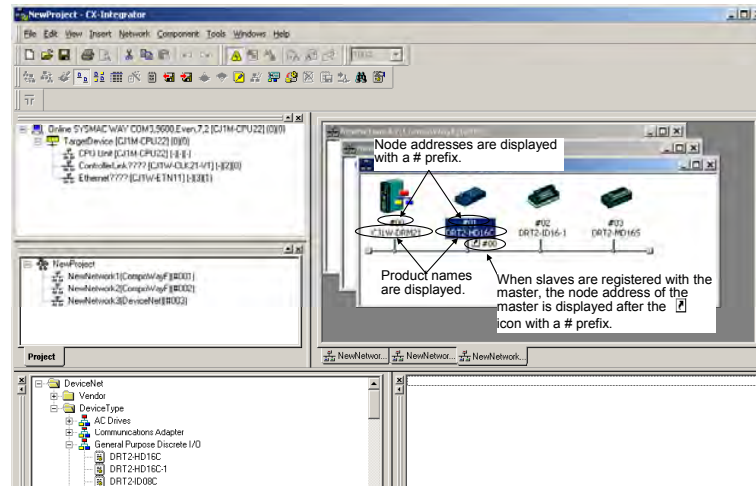 NewProject - CX-Integrator
File Edit View Insert Network Component Tools Windows Help
Online SYSMAC WAY COM3,9600,Even,7,2 [CJ1M-CPU22] (0)(0)
TargetDevice [CJ1M-CPU22] (0)(0)
CPU Unit [CJ1M-CPU22] [-][-][-]
ControllerLink???? [CJ1W-CLK21-V1] [-][2](0)
Ethernet???? [CJ1W-ETN11] [-][3](1)
NewProject
NewNetwork1(CompoWayF)[#001]
NewNetwork2(CompoWayF)[#002]
NewNetwork3(DeviceNet)[#003]
Project
Node addresses are displayed
with a # prefix.
#00
#01
#02
#03
DRT2-HD16C
DRT2-ID16-1
DRT2-MD16S
#00
Product names
are displayed.
When slaves are registered with the
master, the node address of the
master is displayed after the
icon with a # prefix.
NewNetwor...
NewNetwor...
NewNetwork...
DeviceNet
Vendor
DeviceType
AC Drives
Communications Adapter
General Purpose Discrete I/O
DRT2-HD16C
DRT2-HD16C-1
DRT2-ID08C